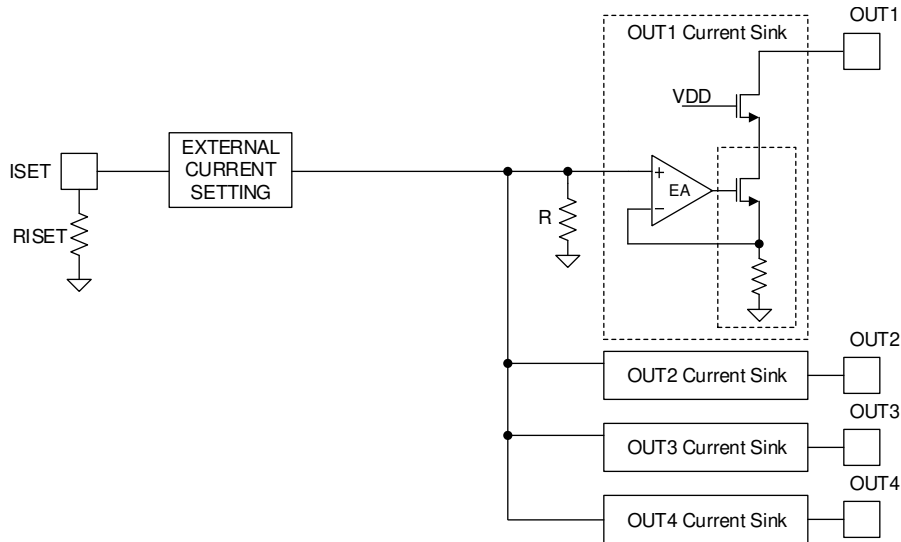 OUT1
OUT1 Current Sink
VDD
EXTERNAL
CURRENT
SETTING
ISET
+
EA
−
RISET
R
OUT2
OUT2 Current Sink
OUT3
OUT3 Current Sink
OUT4
OUT4 Current Sink